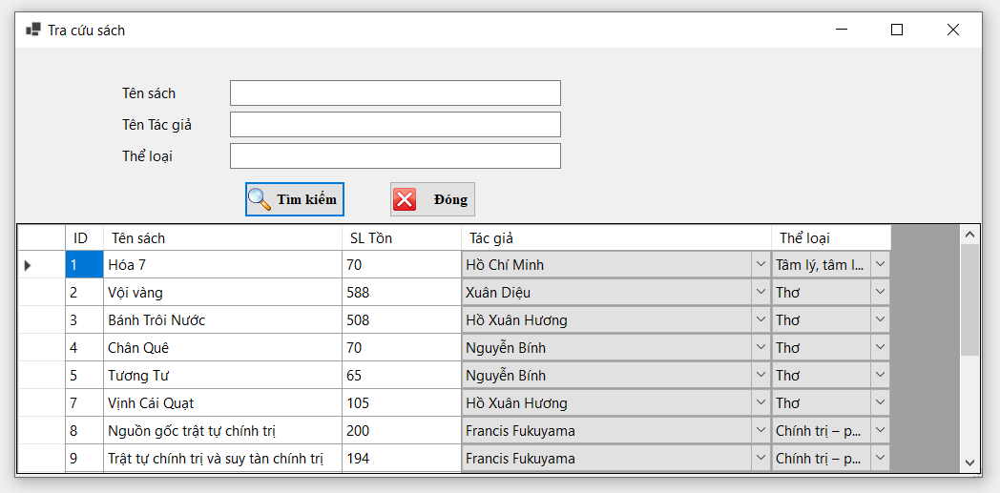 Tra cứu sách
Tên sách
Tên Tác giả
Thể loại
Tìm kiếm Đóng
ID Tên sách SL Tồn Tác giả Thể loại
1 Hóa 7 70 Hồ Chí Minh Tâm lý, tâm l...
2 Vội vàng 588 Xuân Diệu Thơ
3 Bánh Trôi Nước 508 Hồ Xuân Hương Thơ
4 Chân Quê 70 Nguyễn Bính Thơ
5 Tương Tư 65 Nguyễn Bính Thơ
7 Vịnh Cái Quạt 105 Hồ Xuân Hương Thơ
8 Nguồn gốc trật tự chính trị 200 Francis Fukuyama Chính trị – p...
9 Trật tự chính trị và suy tàn chính trị 194 Francis Fukuyama Chính trị – p...